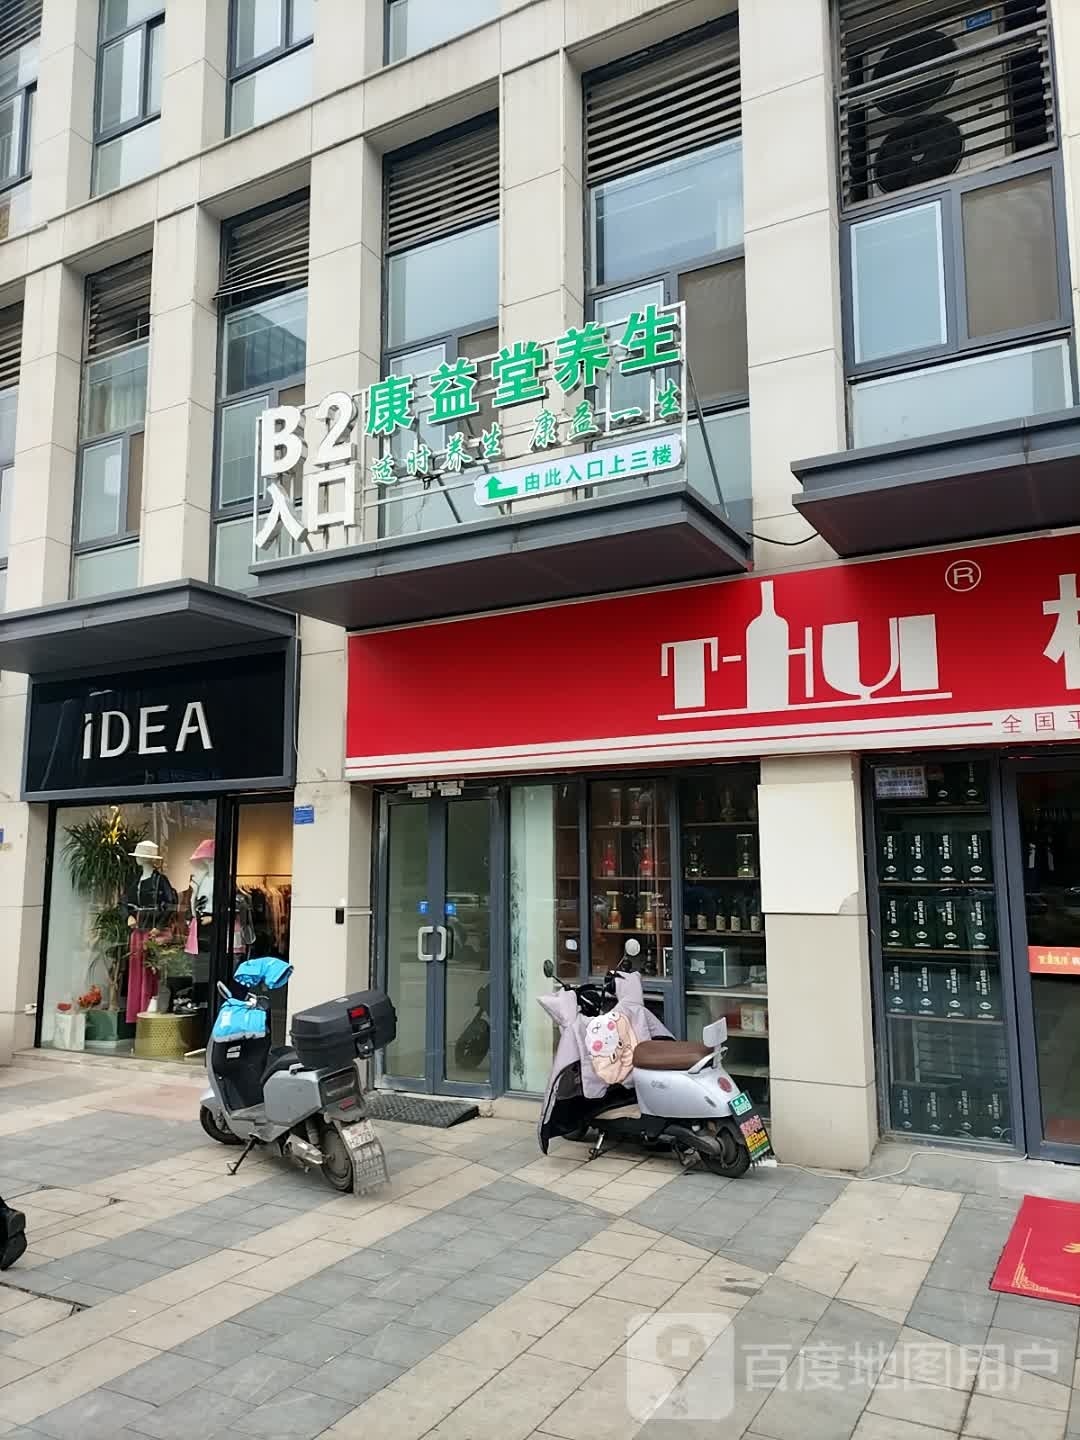 康益堂养生
B2
入口
适时养生 康益一生
由此入口上三楼
iDEA
T-HUI
®
全国平
百度地图用户